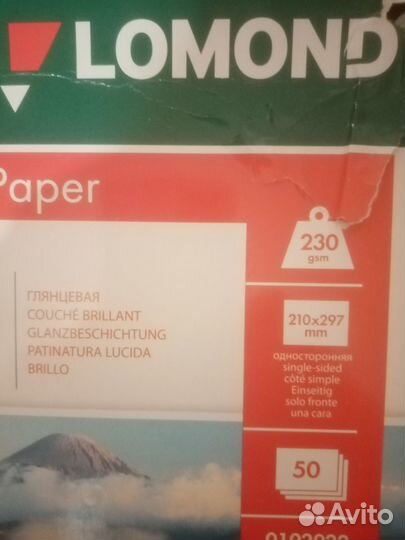 LOMOND
Paper
230
gsm
ГЛЯНЦЕВАЯ
COUCHÉ BRILLANT
GLANZBESCHICHTUNG
PATINATURA LUCIDA
BRILLO
210x297
mm
односторонняя
single-sided
côté simple
Einseitig
solo fronte
una cara
50
Avito